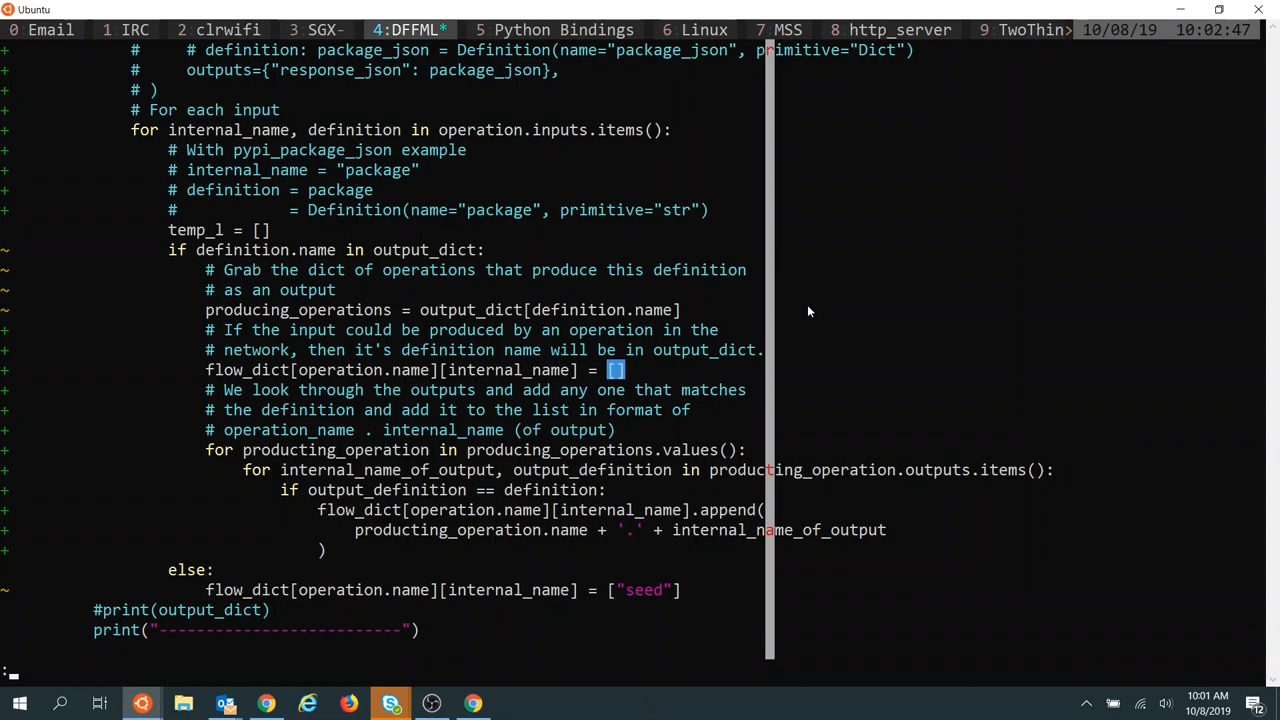 Ubuntu
0 Email 1 IRC 2 clrwifi 3 SGX- 4:DFFML* 5 Python Bindings 6 Linux 7 MSS 8 http_server 9 TwoThin> 10/08/19 10:02:47
+ # # definition: package_json = Definition(name="package_json", primitive="Dict")
+ # outputs={"response_json": package_json},
+ # )
+ # For each input
+ for internal_name, definition in operation.inputs.items():
+ # With pypi_package_json example
+ # internal_name = "package"
+ # definition = package
+ # = Definition(name="package", primitive="str")
temp_l = []
~ if definition.name in output_dict:
~ # Grab the dict of operations that produce this definition
~ # as an output
~ producing_operations = output_dict[definition.name]
+ # If the input could be produced by an operation in the
+ # network, then it's definition name will be in output_dict.
+ flow_dict[operation.name][internal_name] = []
+ # We look through the outputs and add any one that matches
+ # the definition and add it to the list in format of
+ # operation_name . internal_name (of output)
+ for producting_operation in producing_operations.values():
+ for internal_name_of_output, output_definition in producting_operation.outputs.items():
+ if output_definition == definition:
+ flow_dict[operation.name][internal_name].append(
+ producting_operation.name + '.' + internal_name_of_output
+ )
else:
~ flow_dict[operation.name][internal_name] = ["seed"]
#print(output_dict)
print("--------------------------")
:
10:01 AM
10/8/2019
12